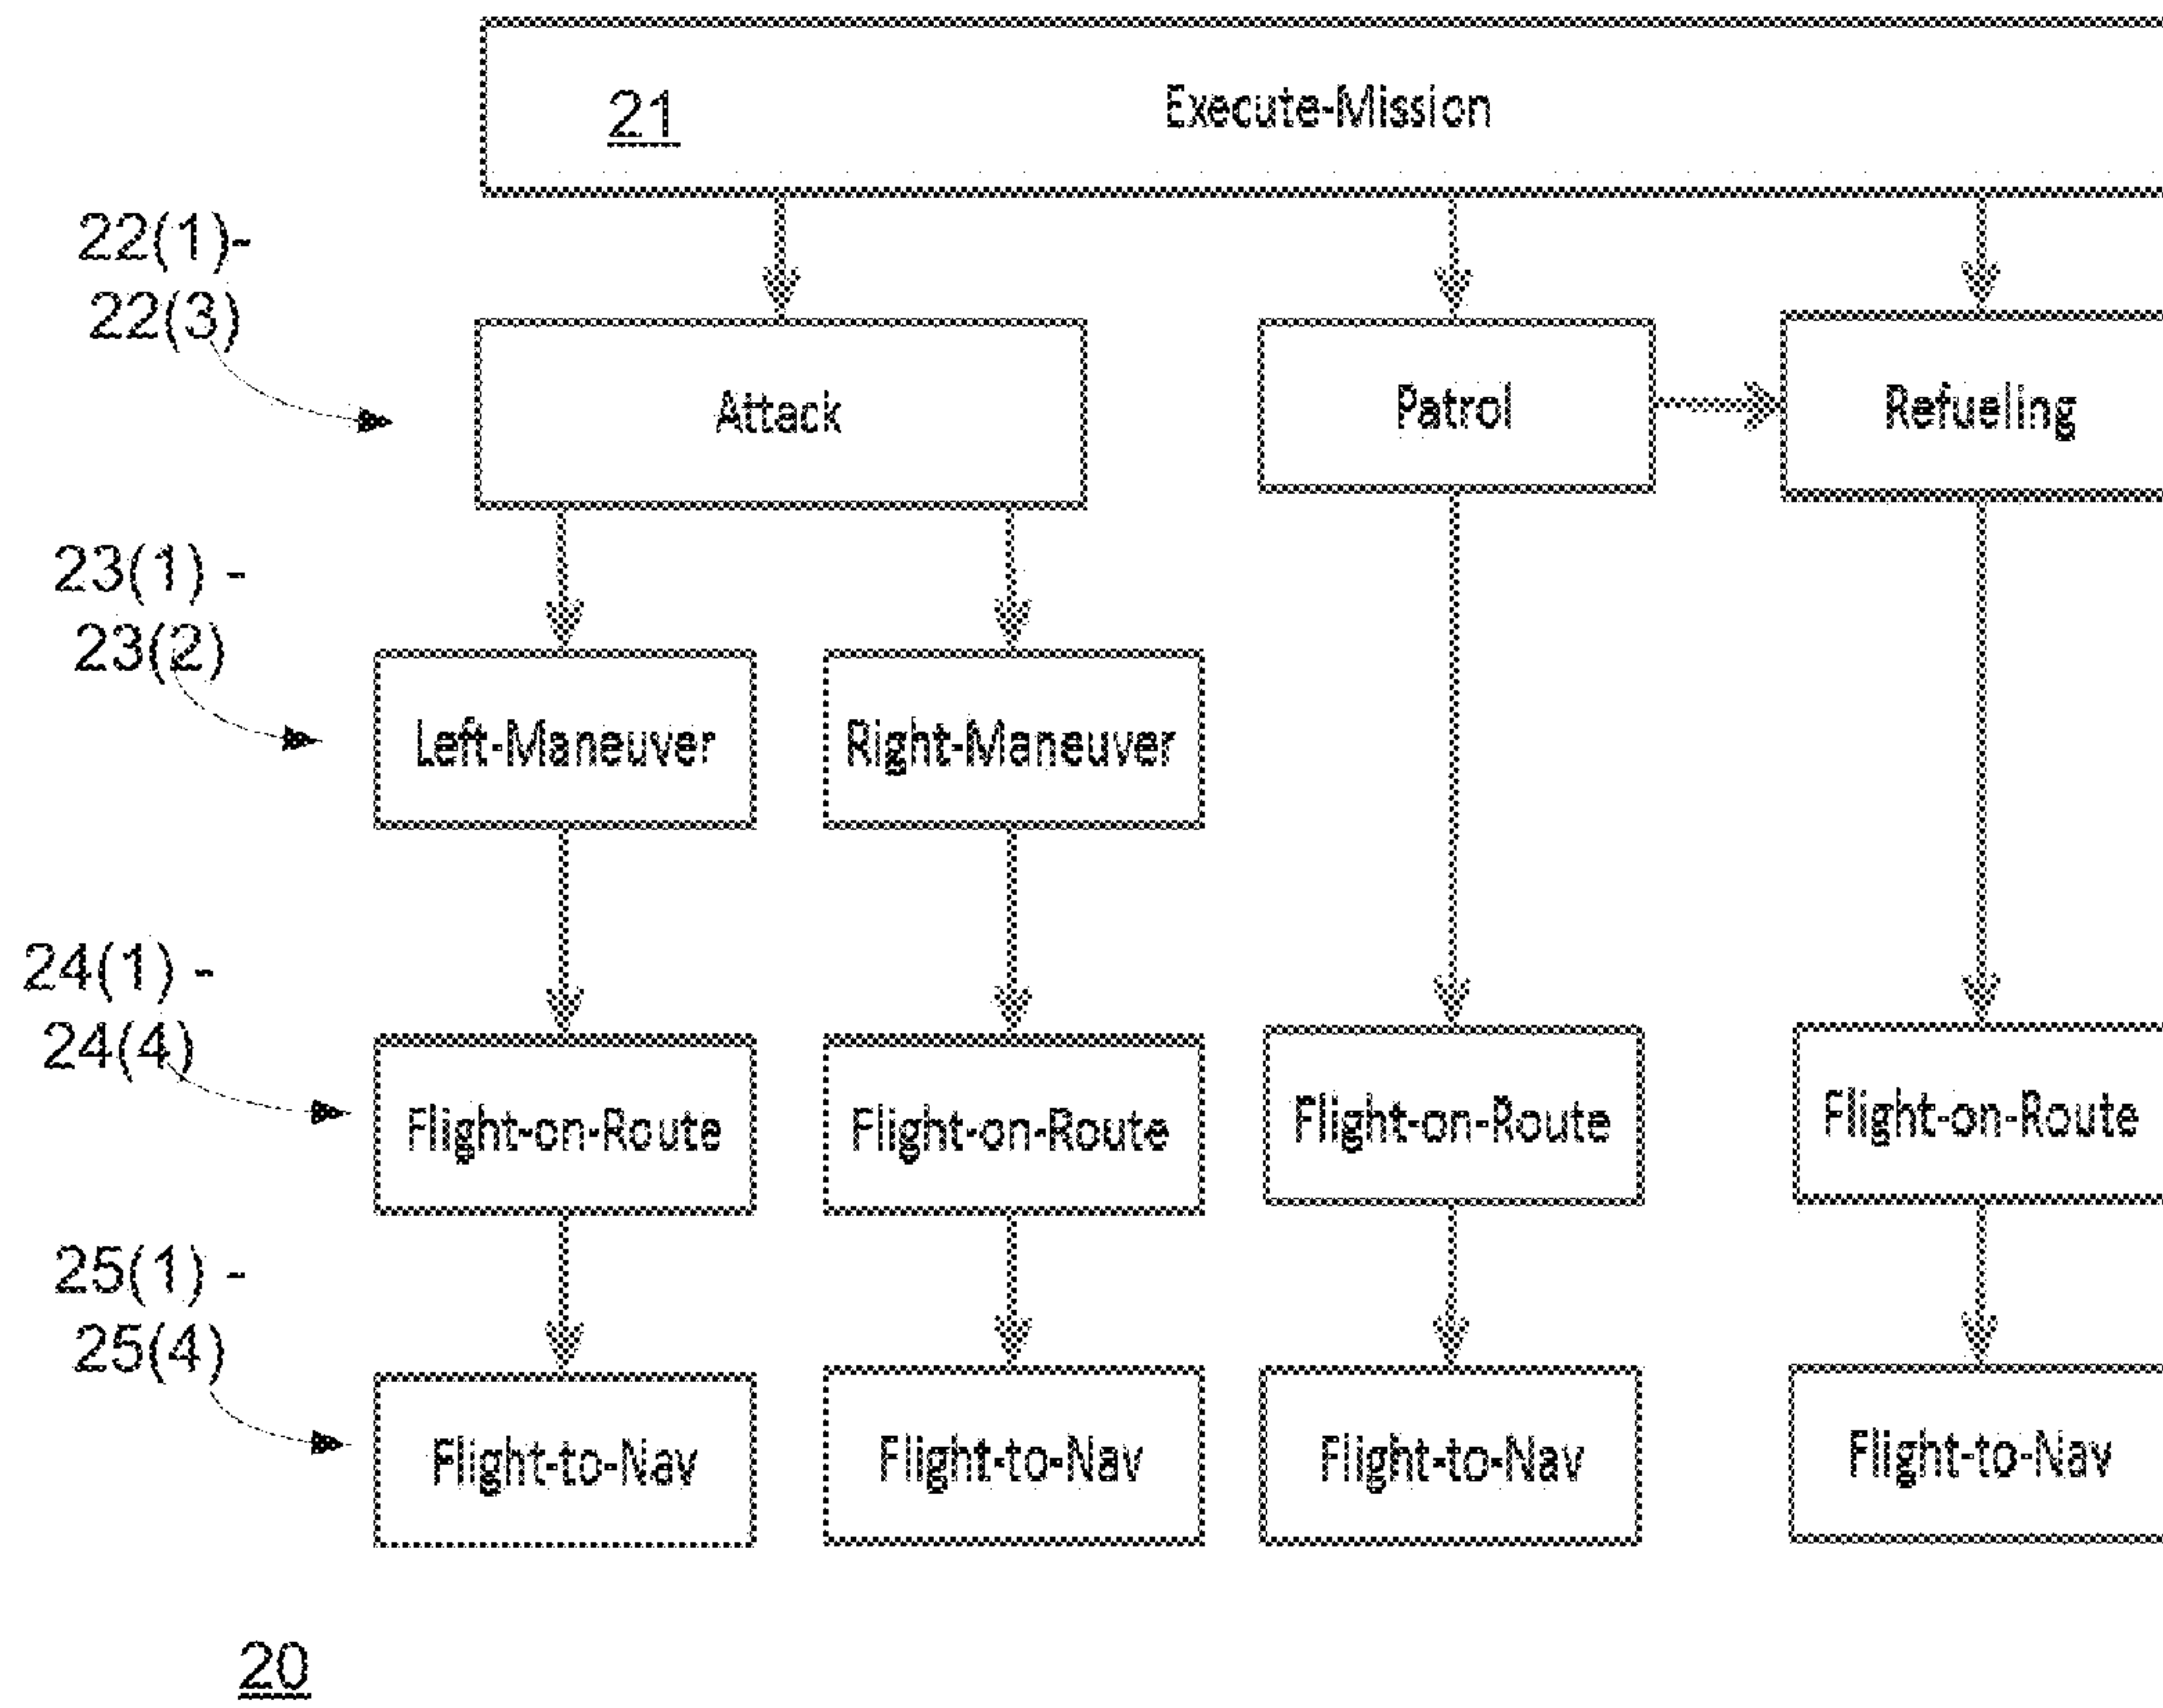 21
Execute-Mission
22(1)-
22(3)
Attack
Patrol
Refueling
23(1) -
23(2)
Left-Maneuver
Right-Maneuver
24(1) -
24(4)
Flight-on-Route
Flight-on-Route
Flight-on-Route
Flight-on-Route
25(1) -
25(4)
Flight-to-Nav
Flight-to-Nav
Flight-to-Nav
Flight-to-Nav
20